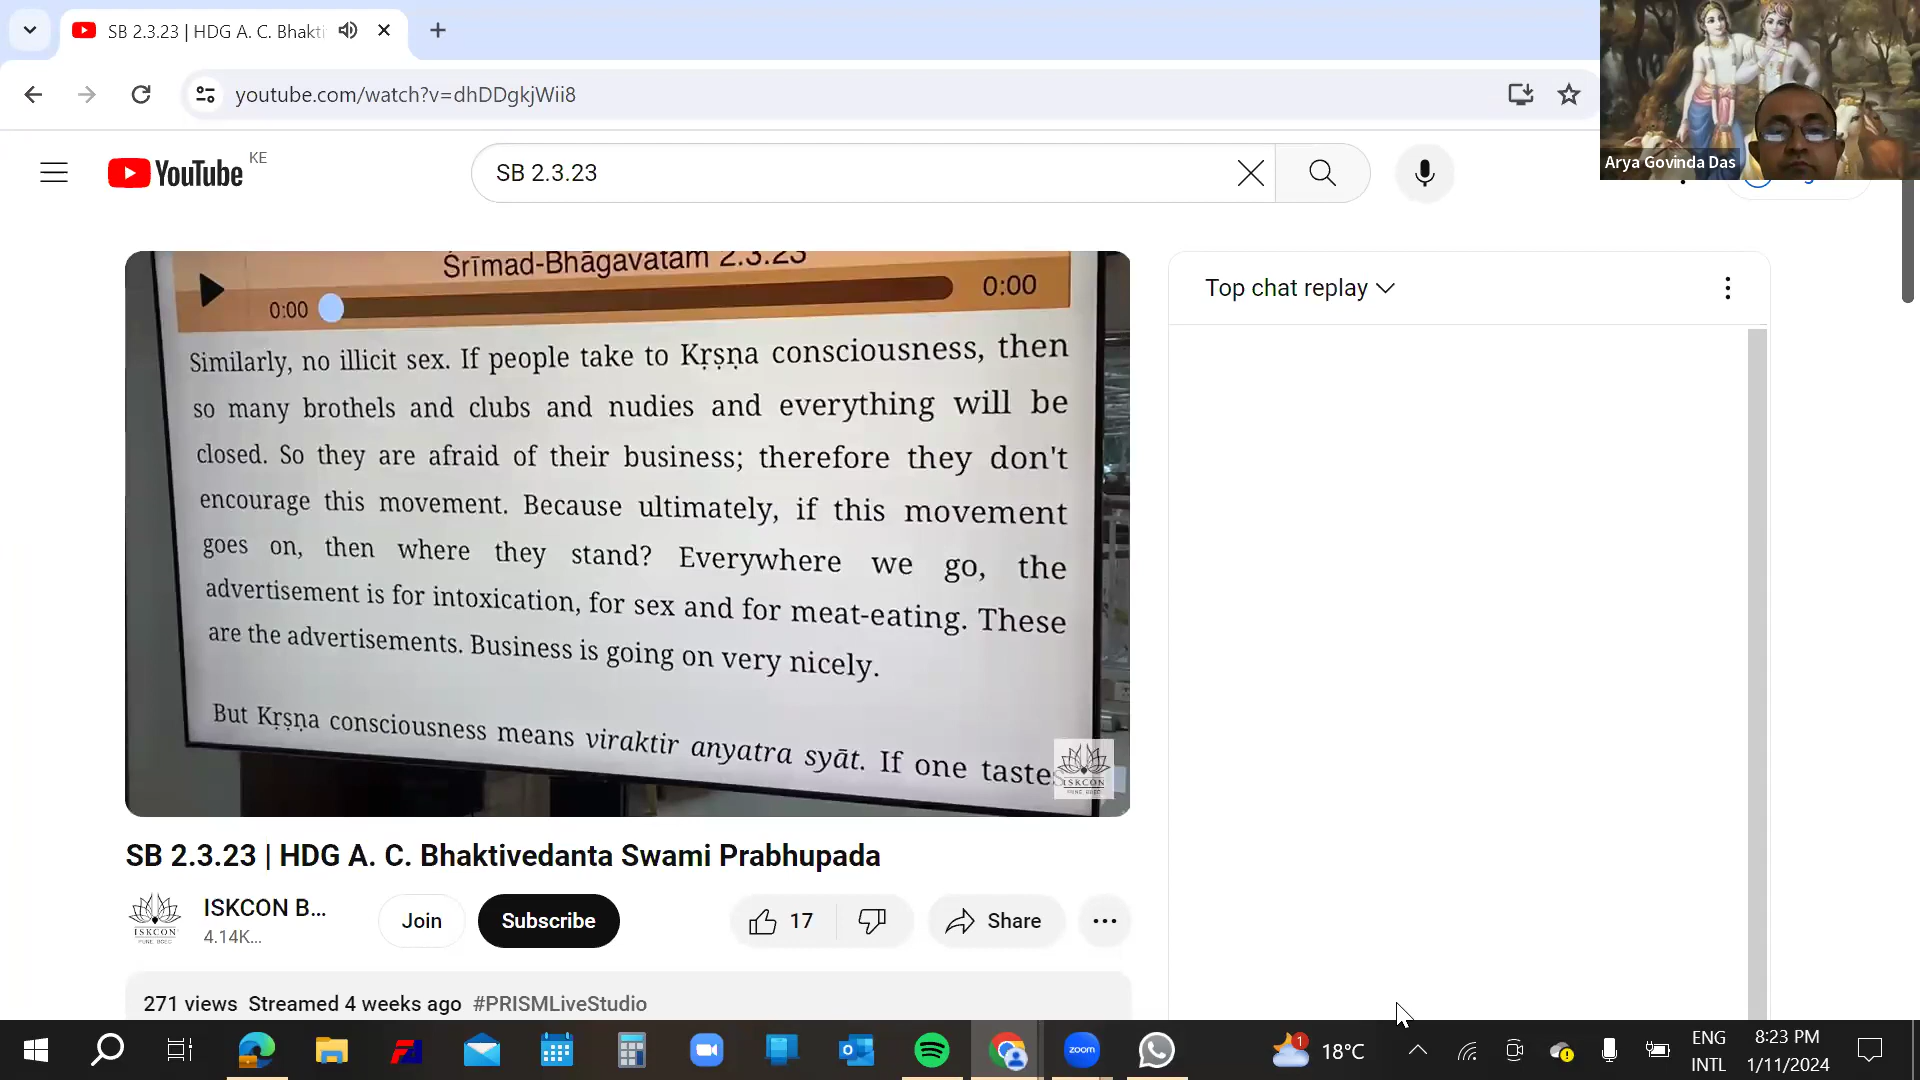 SB 2.3.23 | HDG A. C. Bhakti
youtube.com/watch?v=dhDDgkjWii8
Arya Govinda Das
YouTube KE
SB 2.3.23
Śrīmad-Bhāgavatam 2.3.23
0:00
0:00
Similarly, no illicit sex. If people take to Kṛṣṇa consciousness, then
so many brothels and clubs and nudies and everything will be
closed. So they are afraid of their business; therefore they don't
encourage this movement. Because ultimately, if this movement
goes on, then where they stand? Everywhere we go, the
advertisement is for intoxication, for sex and for meat-eating. These
are the advertisements. Business is going on very nicely.
But Kṛṣṇa consciousness means viraktir anyatra syāt. If one tastes
ISKCON
Top chat replay
SB 2.3.23 | HDG A. C. Bhaktivedanta Swami Prabhupada
ISKCON
ISKCON B...
4.14K...
Join
Subscribe
17
Share
271 views Streamed 4 weeks ago #PRISMLiveStudio
zoom
1
18°C
ENG
INTL
8:23 PM
1/11/2024